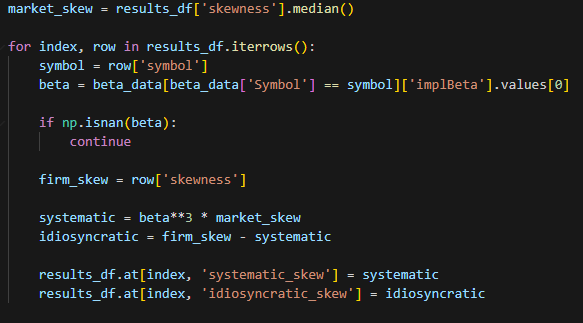 market_skew = results_df['skewness'].median()
for index, row in results_df.iterrows():
    symbol = row['symbol']
    beta = beta_data[beta_data['Symbol'] == symbol]['implBeta'].values[0]
    if np.isnan(beta):
        continue
    firm_skew = row['skewness']
    systematic = beta**3 * market_skew
    idiosyncratic = firm_skew - systematic
    results_df.at[index, 'systematic_skew'] = systematic
    results_df.at[index, 'idiosyncratic_skew'] = idiosyncratic